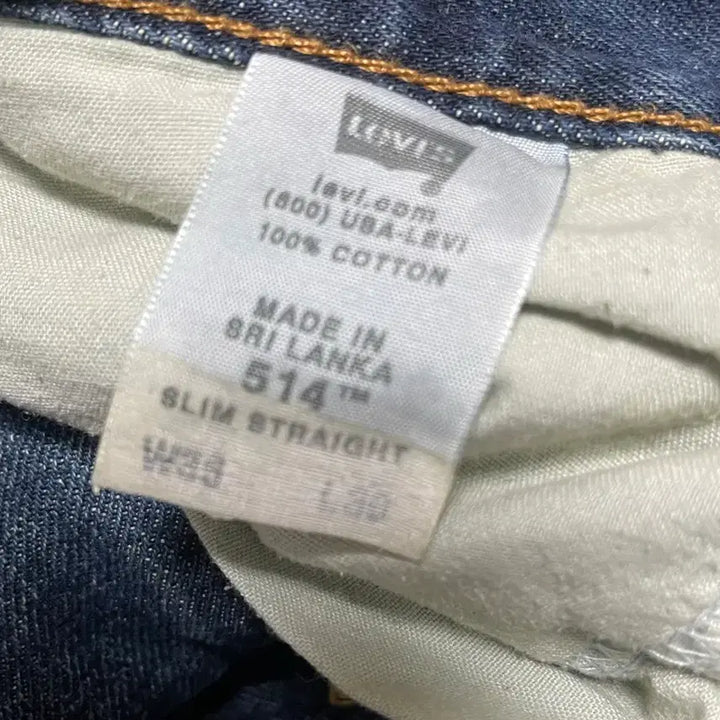 Levi's
levi.com
(800) USA-LEVI
100% COTTON
MADE IN
SRI LANKA
514™
SLIM STRAIGHT